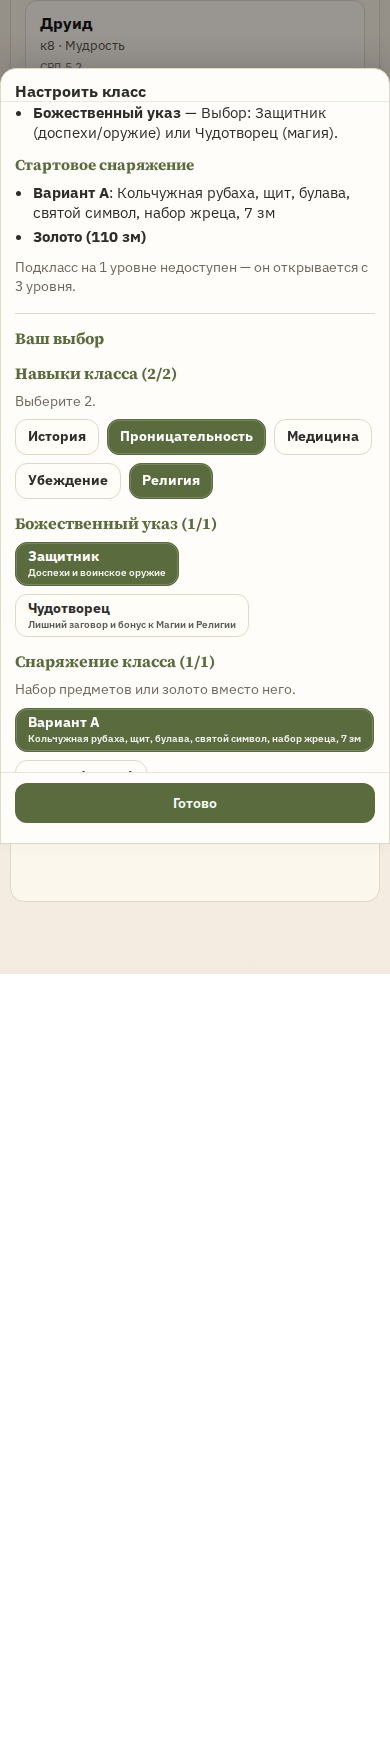 Друид
к8 · Мудрость
Настроить класс
• Божественный указ — Выбор: Защитник
(доспехи/оружие) или Чудотворец (магия).
Стартовое снаряжение
• Вариант A: Кольчужная рубаха, щит, булава,
святой символ, набор жреца, 7 зм
• Золото (110 зм)
Подкласс на 1 уровне недоступен — он открывается с
3 уровня.
Ваш выбор
Навыки класса (2/2)
Выберите 2.
История Проницательность Медицина
Убеждение Религия
Божественный указ (1/1)
Защитник
Доспехи и воинское оружие
Чудотворец
Лишний заговор и бонус к Магии и Религии
Снаряжение класса (1/1)
Набор предметов или золото вместо него.
Вариант A
Кольчужная рубаха, щит, булава, святой символ, набор жреца, 7 зм
Готово